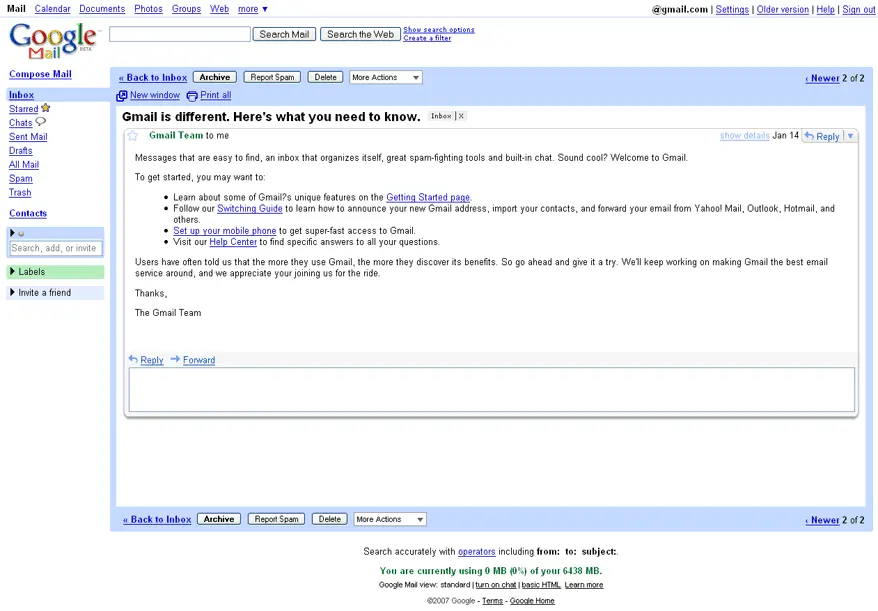 Mail Calendar Documents Photos Groups Web more ▼
@gmail.com | Settings | Older version | Help | Sign out
Google
Mail BETA
Search Mail Search the Web Show search options
Create a filter
Compose Mail
Inbox
Starred
Chats
Sent Mail
Drafts
All Mail
Spam
Trash
Contacts
Search, add, or invite
Labels
Invite a friend
« Back to Inbox Archive Report Spam Delete More Actions
‹ Newer 2 of 2
New window Print all
Gmail is different. Here's what you need to know. Inbox | X
Gmail Team to me
show details Jan 14 Reply
Messages that are easy to find, an inbox that organizes itself, great spam-fighting tools and built-in chat. Sound cool? Welcome to Gmail.
To get started, you may want to:
• Learn about some of Gmail?s unique features on the Getting Started page.
• Follow our Switching Guide to learn how to announce your new Gmail address, import your contacts, and forward your email from Yahoo! Mail, Outlook, Hotmail, and
others.
• Set up your mobile phone to get super-fast access to Gmail.
• Visit our Help Center to find specific answers to all your questions.
Users have often told us that the more they use Gmail, the more they discover its benefits. So go ahead and give it a try. We'll keep working on making Gmail the best email
service around, and we appreciate your joining us for the ride.
Thanks,
The Gmail Team
Reply Forward
« Back to Inbox Archive Report Spam Delete More Actions
‹ Newer 2 of 2
Search accurately with operators including from: to: subject:.
You are currently using 0 MB (0%) of your 6438 MB.
Google Mail view: standard | turn on chat | basic HTML Learn more
©2007 Google - Terms - Google Home